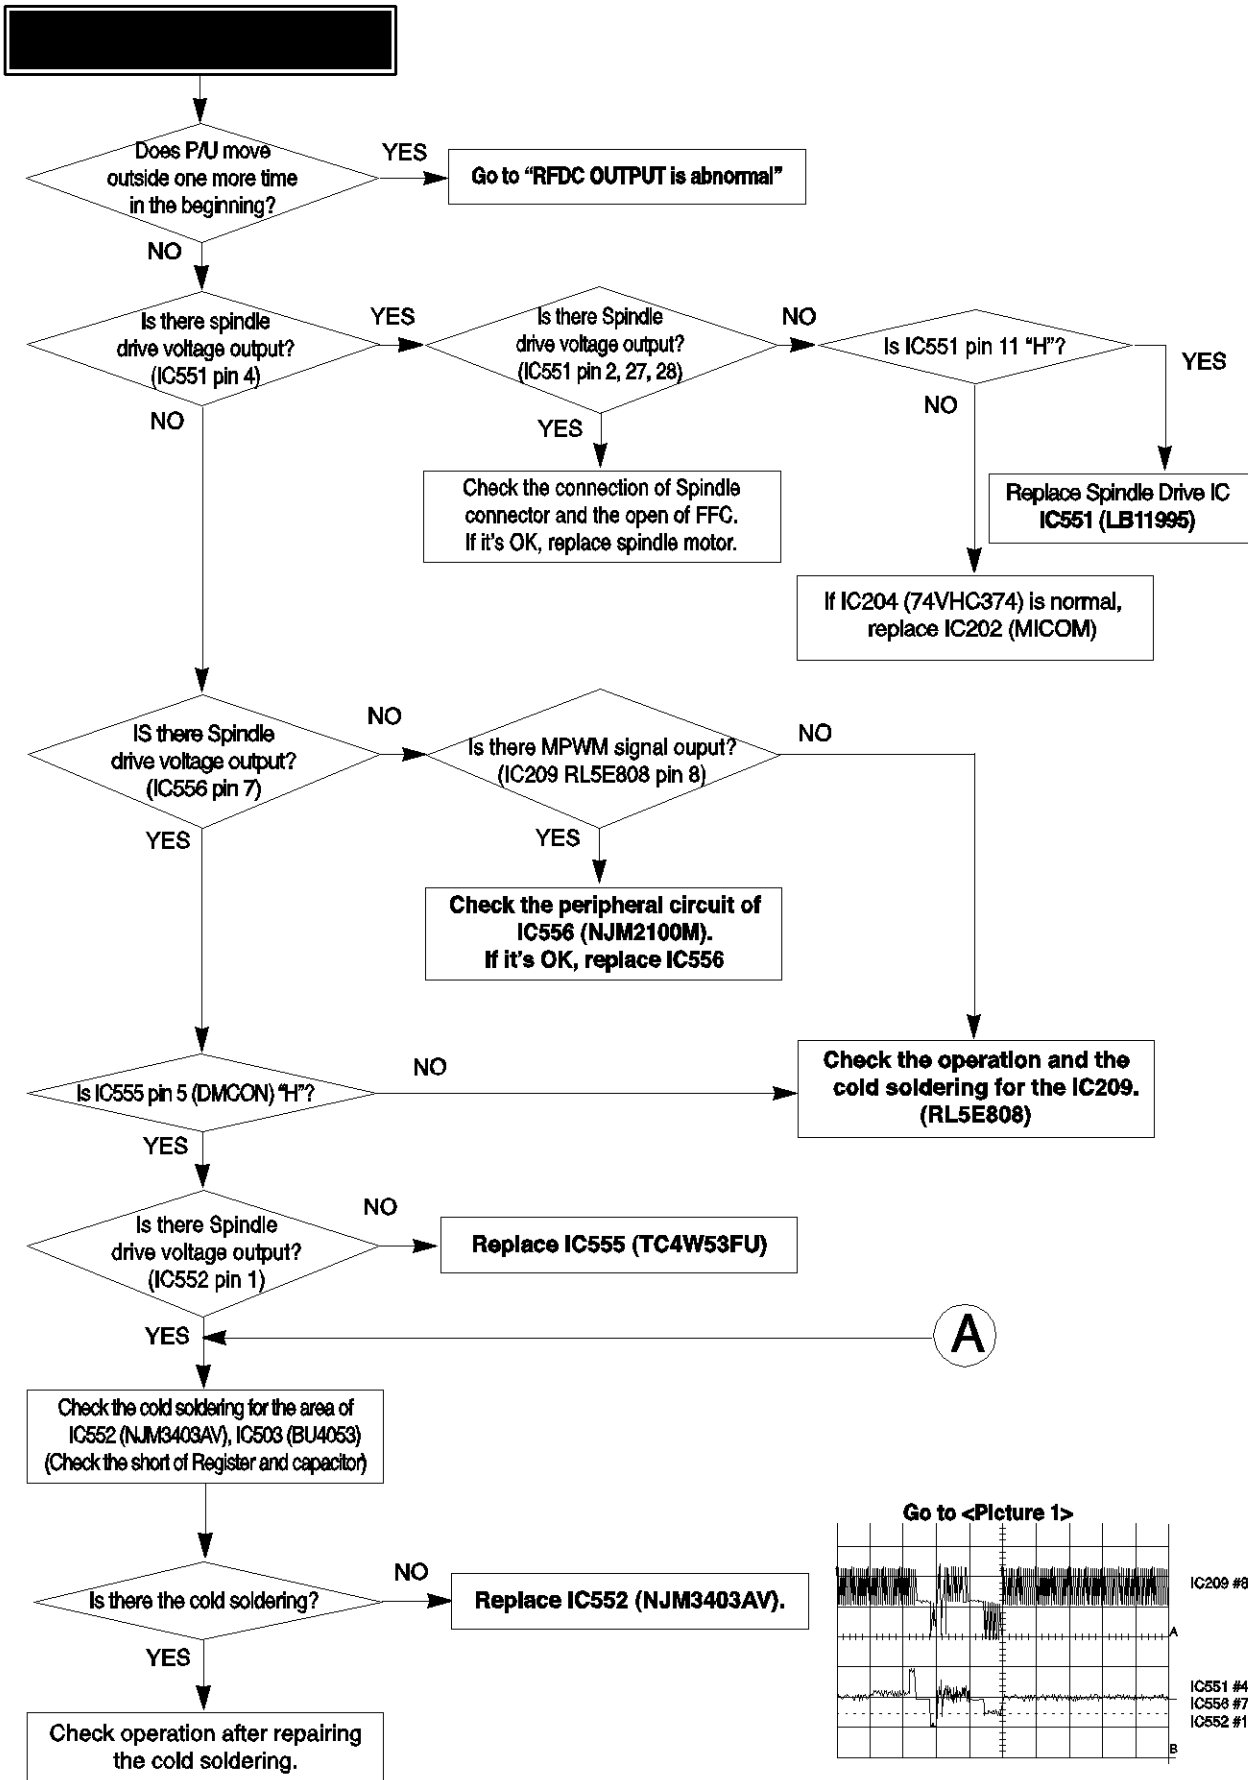 Does P/U move
outside one more time
in the beginning?
YES
Go to “RFDC OUTPUT is abnormal”
NO
Is there spindle
drive voltage output?
(IC551 pin 4)
YES
Is there Spindle
drive voltage output?
(IC551 pin 2, 27, 28)
NO
Is IC551 pin 11 “H”?
YES
NO
YES
NO
Check the connection of Spindle
connector and the open of FFC.
If it's OK, replace spindle motor.
Replace Spindle Drive IC
IC551 (LB11995)
If IC204 (74VHC374) is normal,
replace IC202 (MICOM)
IS there Spindle
drive voltage output?
(IC556 pin 7)
NO
Is there MPWM signal ouput?
(IC209 RL5E808 pin 8)
NO
YES
YES
Check the peripheral circuit of
IC556 (NJM2100M).
If it's OK, replace IC556
Is IC555 pin 5 (DMCON) “H”?
NO
Check the operation and the
cold soldering for the IC209.
(RL5E808)
YES
Is there Spindle
drive voltage output?
(IC552 pin 1)
NO
Replace IC555 (TC4W53FU)
YES
A
Check the cold soldering for the area of
IC552 (NJM3403AV), IC503 (BU4053)
(Check the short of Register and capacitor)
Is there the cold soldering?
NO
Replace IC552 (NJM3403AV).
YES
Check operation after repairing
the cold soldering.
Go to <Picture 1>
IC209 #8
A
IC551 #4
IC556 #7
IC552 #1
B